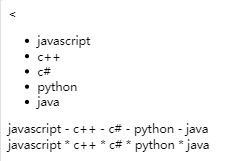 <
• javascript
• c++
• c#
• python
• java
javascript - c++ - c# - python - java
javascript * c++ * c# * python * java